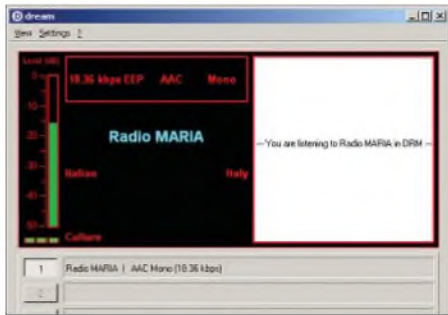 dream
View Settings ?
Level [dB]
0
-10
-20
-30
-40
-50
18.36 kbps EEP AAC Mono
Radio MARIA
Italian Italy
Culture
--You are listening to Radio MARIA in DRM --
1 Radio MARIA | AAC Mono (18.36 kbps)
2